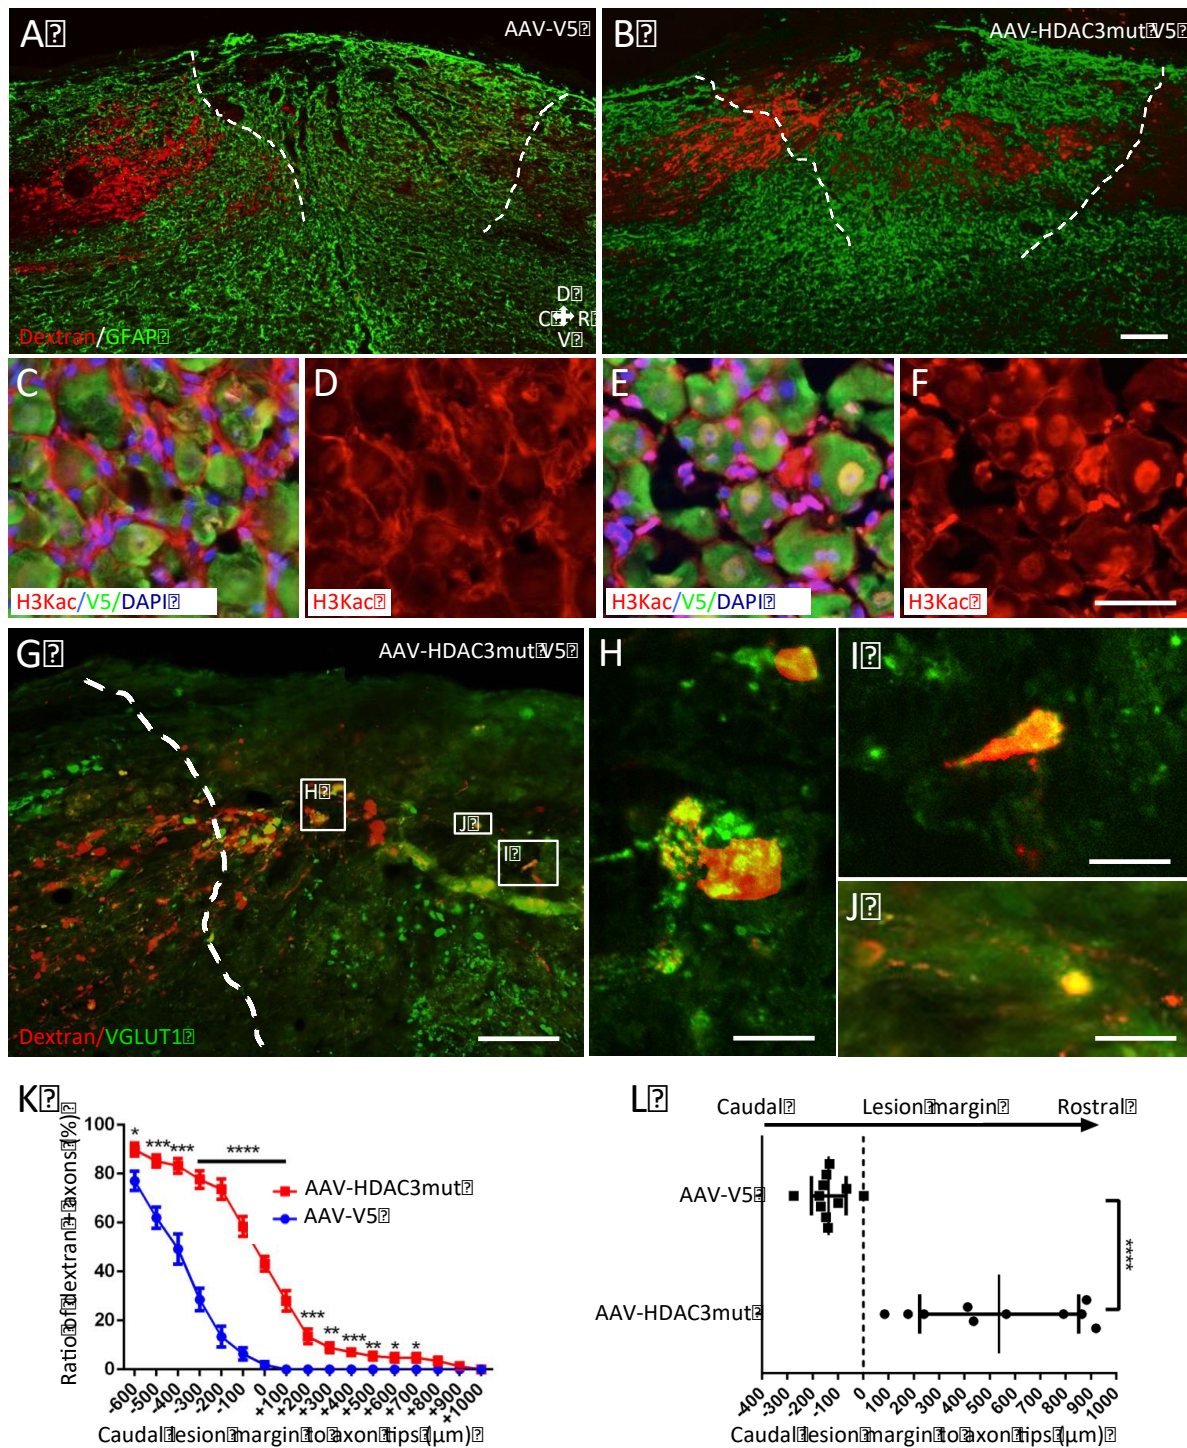 A
AAV-V5
B
AAV-HDAC3mut V5
D
C R
V
Dextran/GFAP
C
H3Kac/V5/DAPI
D
H3Kac
E
H3Kac/V5/DAPI
F
H3Kac
G
AAV-HDAC3mut V5
H
J
I
Dextran/VGLUT1
H
I
J
K
Ratio of dextran+ axons (%)
100
80
60
40
20
0
*
***
***
****
***
**
***
**
*
*
AAV-HDAC3mut
AAV-V5
-600
-500
-400
-300
-200
-100
0
+100
+200
+300
+400
+500
+600
+700
+800
+900
+1000
Caudal lesion margin to axon tips (µm)
L
Caudal Lesion margin Rostral
AAV-V5
AAV-HDAC3mut
****
-400
-300
-200
-100
0
100
200
300
400
500
600
700
800
900
1000
Caudal lesion margin to axon tips (µm)